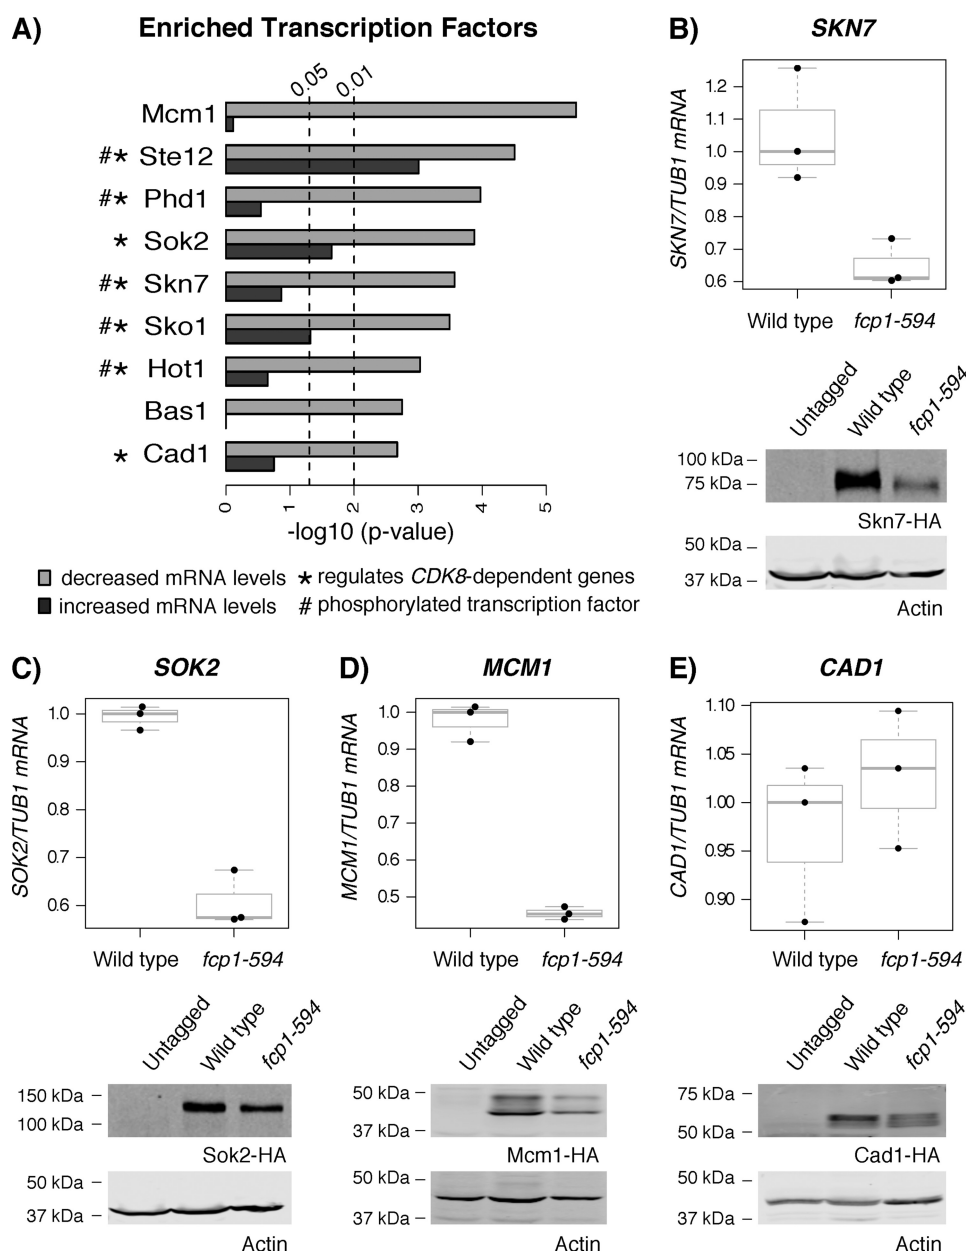 A) Enriched Transcription Factors
0.05 0.01
Mcm1
#* Ste12
#* Phd1
* Sok2
#* Skn7
#* Sko1
#* Hot1
Bas1
* Cad1
0 1 2 3 4 5
-log10 (p-value)
decreased mRNA levels
increased mRNA levels
* regulates CDK8-dependent genes
# phosphorylated transcription factor
B) SKN7
SKN7/TUB1 mRNA
1.2
1.1
1.0
0.9
0.8
0.7
0.6
Wild type fcp1-594
Untagged Wild type fcp1-594
100 kDa
75 kDa
Skn7-HA
50 kDa
37 kDa
Actin
C) SOK2
SOK2/TUB1 mRNA
1.0
0.9
0.8
0.7
0.6
Wild type fcp1-594
Untagged Wild type fcp1-594
150 kDa
100 kDa
Sok2-HA
50 kDa
37 kDa
Actin
D) MCM1
MCM1/TUB1 mRNA
1.0
0.9
0.8
0.7
0.6
0.5
Wild type fcp1-594
Untagged Wild type fcp1-594
50 kDa
37 kDa
Mcm1-HA
50 kDa
37 kDa
Actin
E) CAD1
CAD1/TUB1 mRNA
1.10
1.05
1.00
0.95
0.90
Wild type fcp1-594
Untagged Wild type fcp1-594
75 kDa
50 kDa
Cad1-HA
50 kDa
37 kDa
Actin